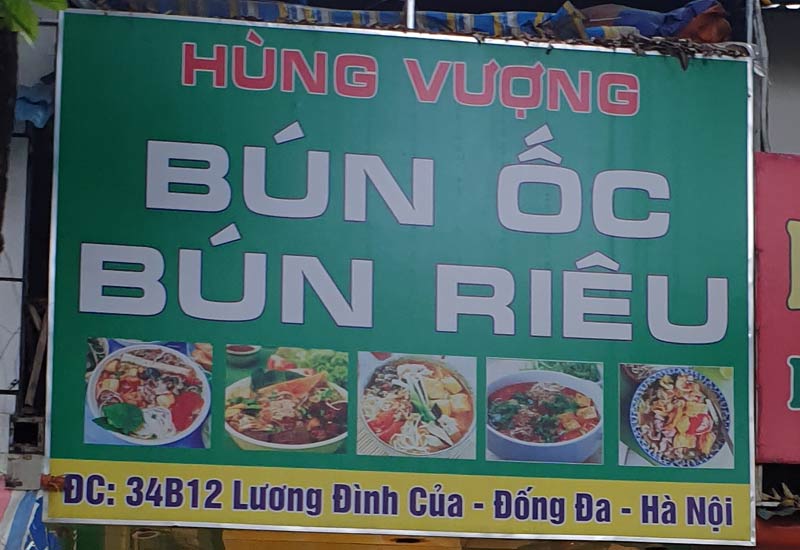 HÙNG VƯỢNG
BÚN ỐC
BÚN RIÊU
ĐC: 34B12 Lương Đình Của - Đống Đa - Hà Nội